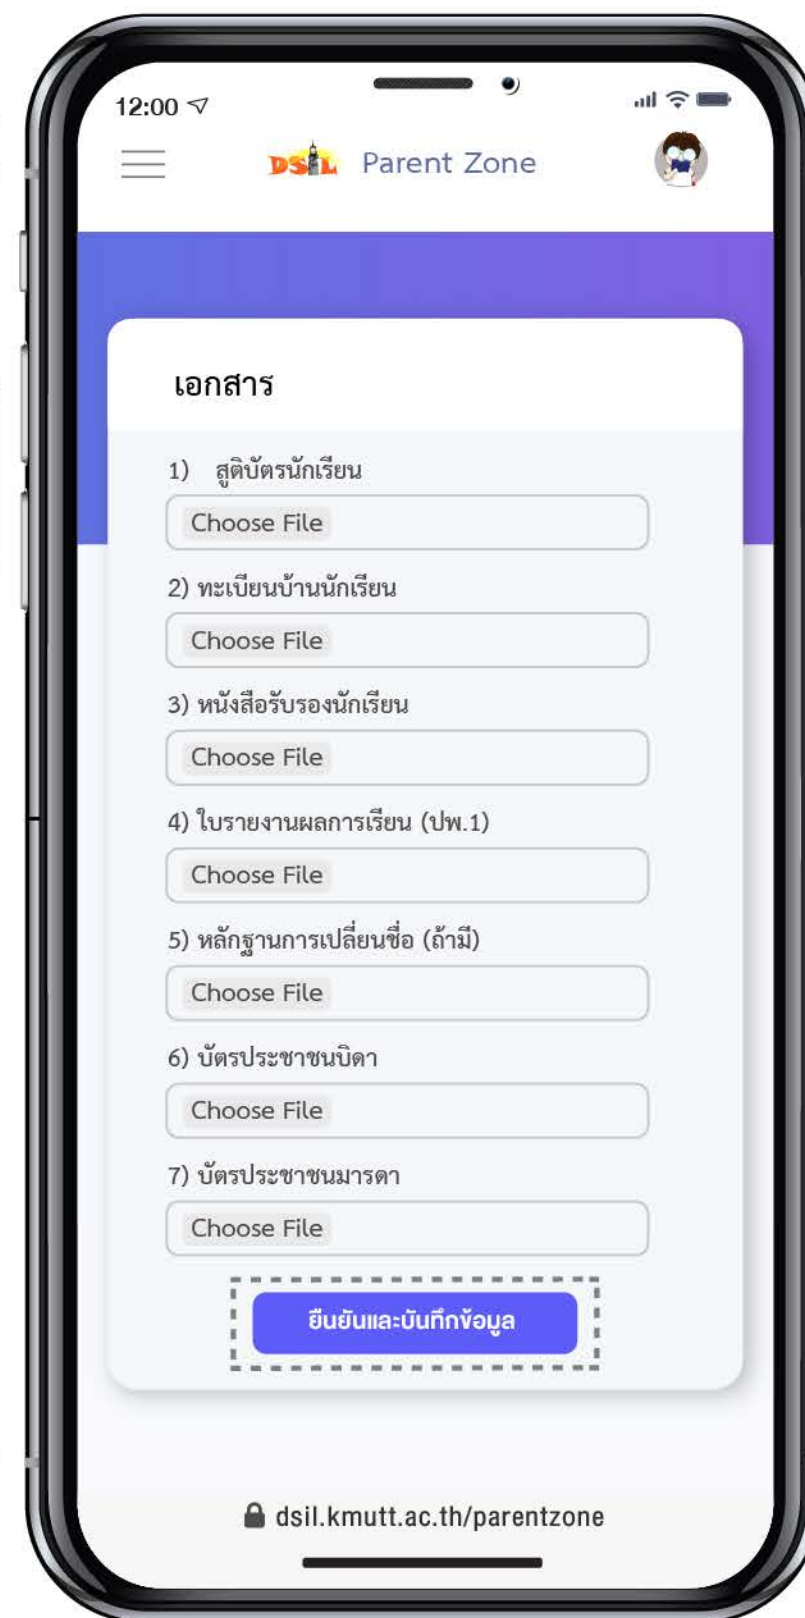 12:00
DSIL Parent Zone
เอกสาร
1) สูติบัตรนักเรียน
Choose File
2) ทะเบียนบ้านนักเรียน
Choose File
3) หนังสือรับรองนักเรียน
Choose File
4) ใบรายงานผลการเรียน (ปพ.1)
Choose File
5) หลักฐานการเปลี่ยนชื่อ (ถ้ามี)
Choose File
6) บัตรประชาชนบิดา
Choose File
7) บัตรประชาชนมารดา
Choose File
ยืนยันและบันทึกข้อมูล
dsil.kmutt.ac.th/parentzone